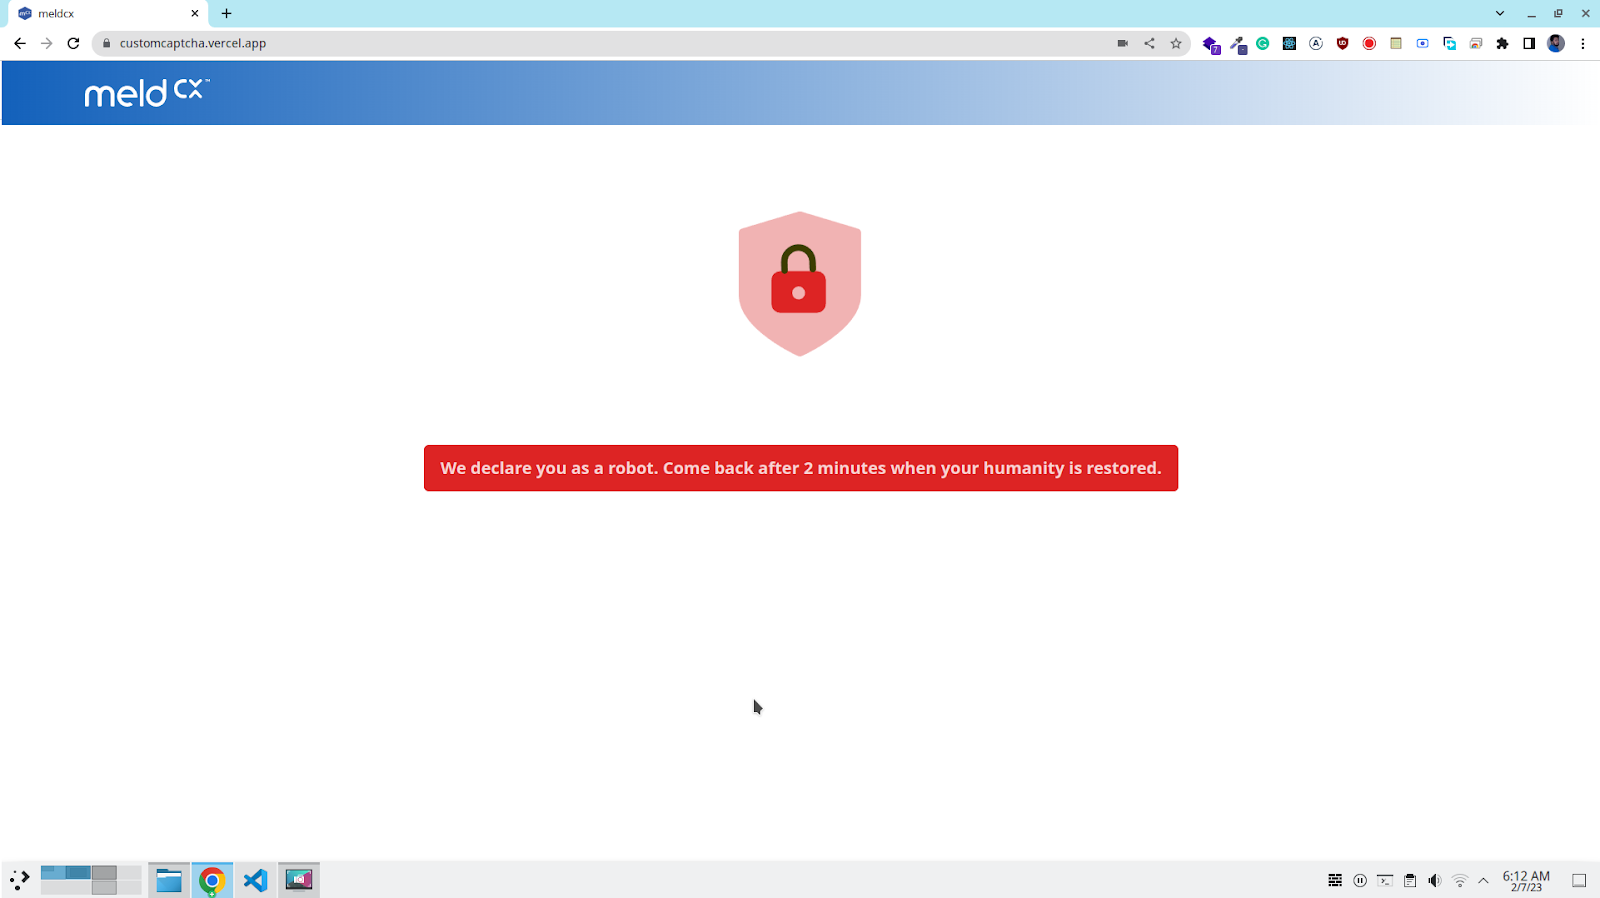 meldcx
customcaptcha.vercel.app
7
meld CX™
We declare you as a robot. Come back after 2 minutes when your humanity is restored.
6:12 AM
2/7/23